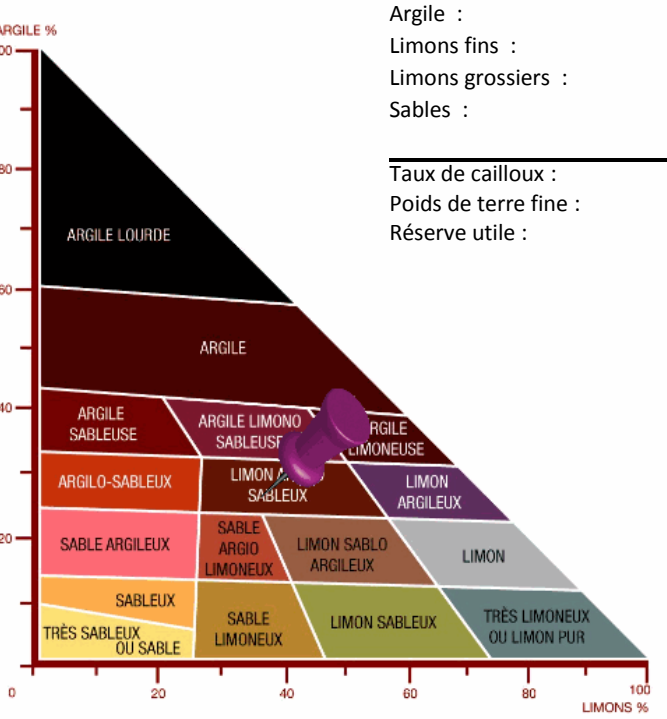 Argile :
Limons fins :
Limons grossiers :
Sables :
Taux de cailloux :
Poids de terre fine :
Réserve utile :
ARGILE %
00
80
60
40
20
ARGILE LOURDE
ARGILE
ARGILE
SABLEUSE
ARGILE LIMONO
SABLEUSE
ARGILE
LIMONEUSE
ARGILO-SABLEUX
LIMON
SABLEUX
LIMON
ARGILEUX
SABLE ARGILEUX
SABLE
ARGIO
LIMONEUX
LIMON SABLO
ARGILEUX
LIMON
SABLEUX
TRÈS SABLEUX
OU SABLE
SABLE
LIMONEUX
LIMON SABLEUX
TRÈS LIMONEUX
OU LIMON PUR
0
20
40
60
80
100
LIMONS %